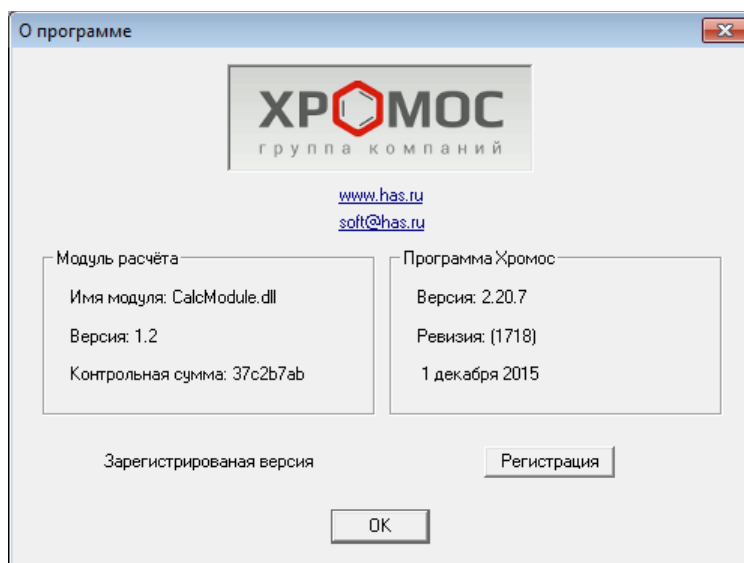 О программе
ХРОМОС
группа компаний
www.has.ru
soft@has.ru
Модуль расчёта
Имя модуля: CalcModule.dll
Версия: 1.2
Контрольная сумма: 37c2b7ab
Программа Хромос
Версия: 2.20.7
Ревизия: (1718)
1 декабря 2015
Зарегистрированая версия
Регистрация
OK